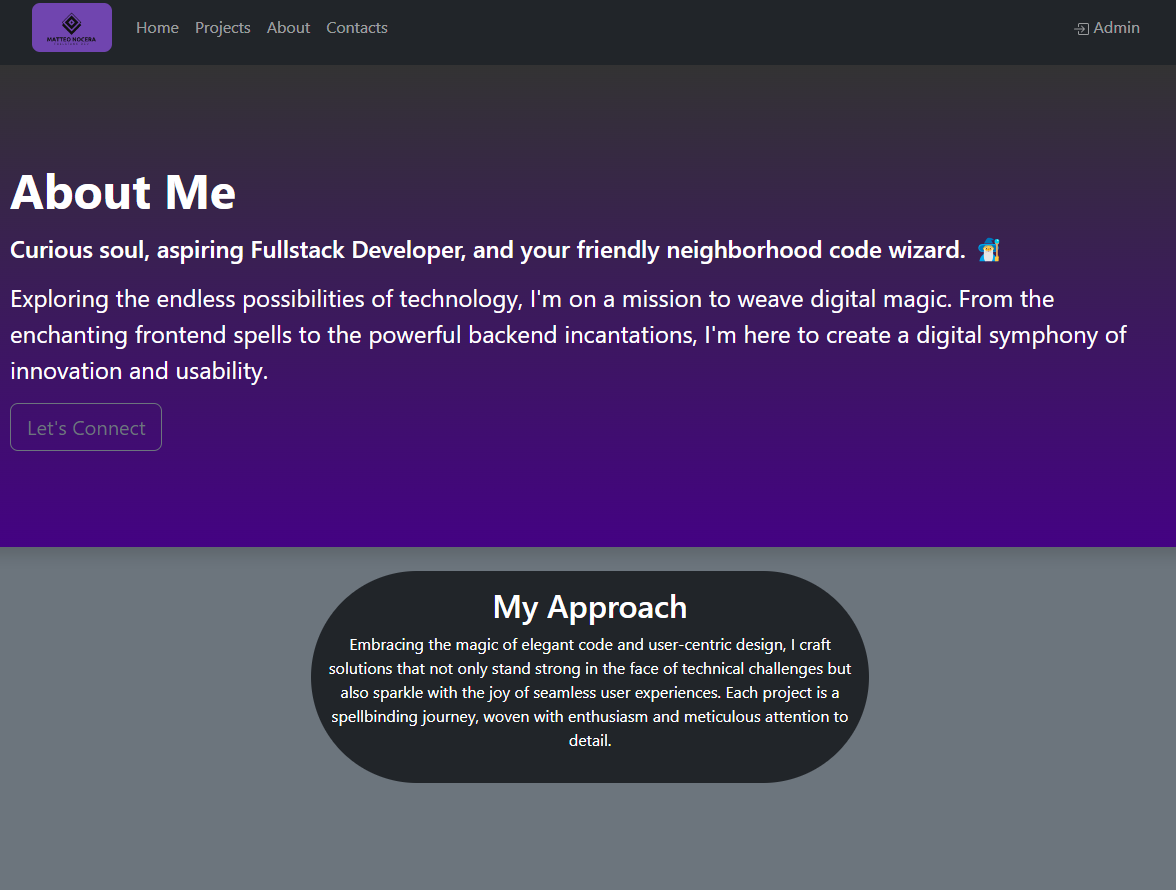 MATTEO NOCERA
Home Projects About Contacts
Admin
About Me
Curious soul, aspiring Fullstack Developer, and your friendly neighborhood code wizard. 🧙‍♂️
Exploring the endless possibilities of technology, I'm on a mission to weave digital magic. From the
enchanting frontend spells to the powerful backend incantations, I'm here to create a digital symphony of
innovation and usability.
Let's Connect
My Approach
Embracing the magic of elegant code and user-centric design, I craft
solutions that not only stand strong in the face of technical challenges but
also sparkle with the joy of seamless user experiences. Each project is a
spellbinding journey, woven with enthusiasm and meticulous attention to
detail.